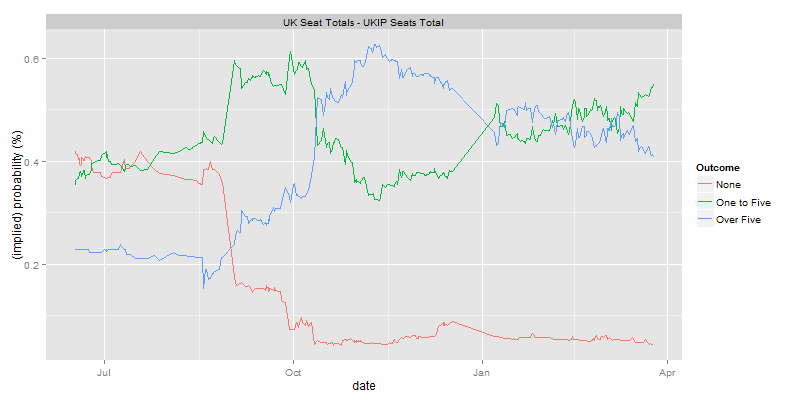 UK Seat Totals - UKIP Seats Total
(implied) probability (%)
0.6
0.4
0.2
Jul
Oct
Jan
Apr
date
Outcome
None
One to Five
Over Five